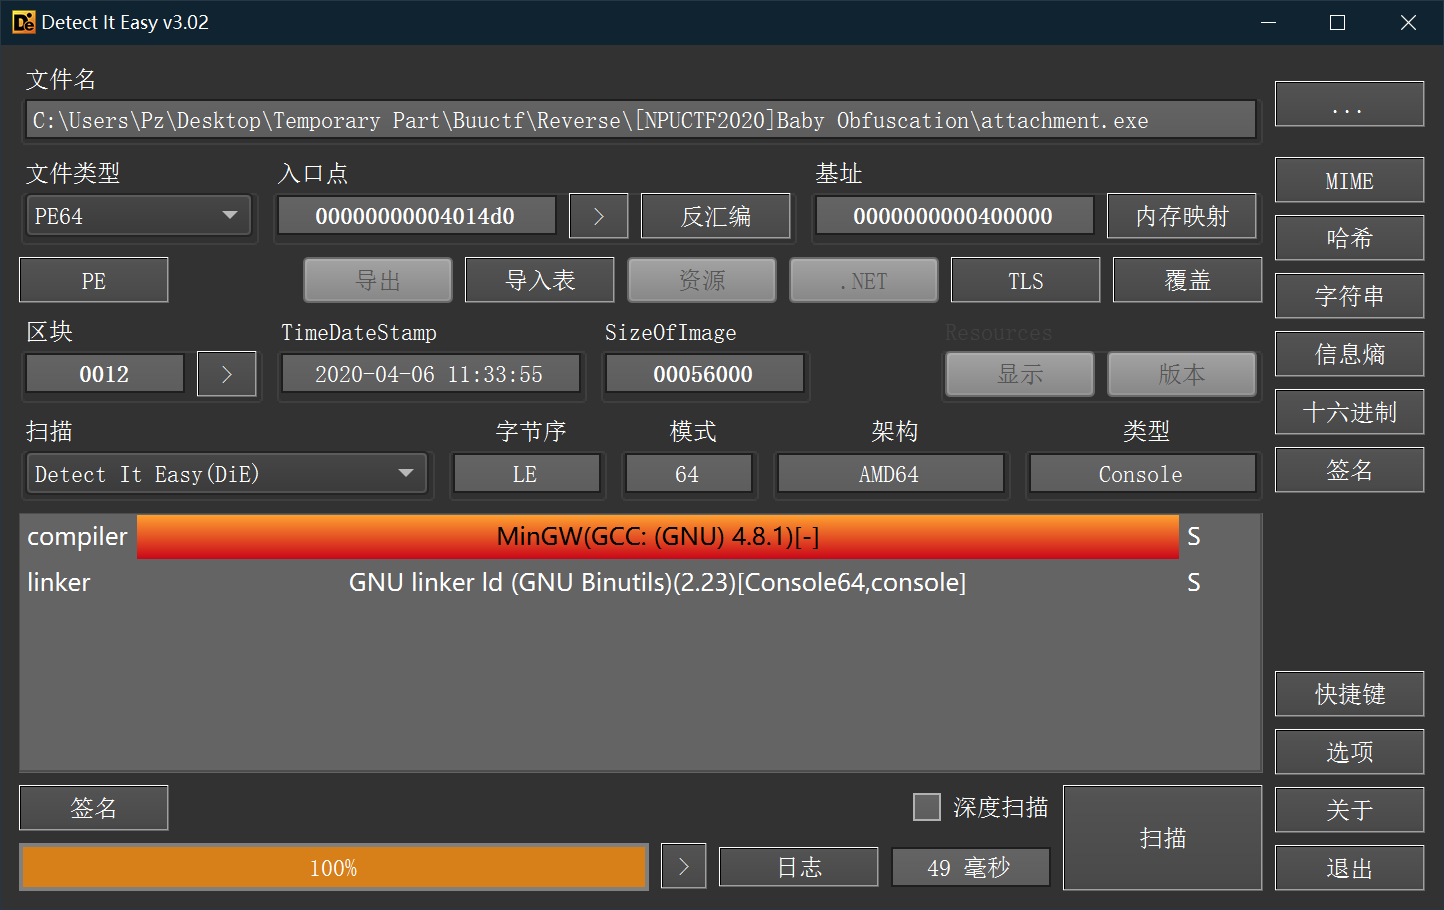 Detect It Easy v3.02
文件名
C:\Users\Pz\Desktop\Temporary Part\Buuctf\Reverse\[NPUCTF2020]Baby Obfuscation\attachment.exe
...
文件类型 入口点 基址
PE64 00000000004014d0 > 反汇编 0000000000400000 内存映射
MIME
哈希
PE 导出 导入表 资源 .NET TLS 覆盖
字符串
区块 TimeDateStamp SizeOfImage Resources
0012 > 2020-04-06 11:33:55 00056000 显示 版本
信息熵
十六进制
扫描 字节序 模式 架构 类型
Detect It Easy(DiE) LE 64 AMD64 Console
签名
compiler MinGW(GCC: (GNU) 4.8.1)[-] S
linker GNU linker ld (GNU Binutils)(2.23)[Console64,console] S
快捷键
选项
签名 深度扫描 扫描
关于
100% > 日志 49 毫秒
退出